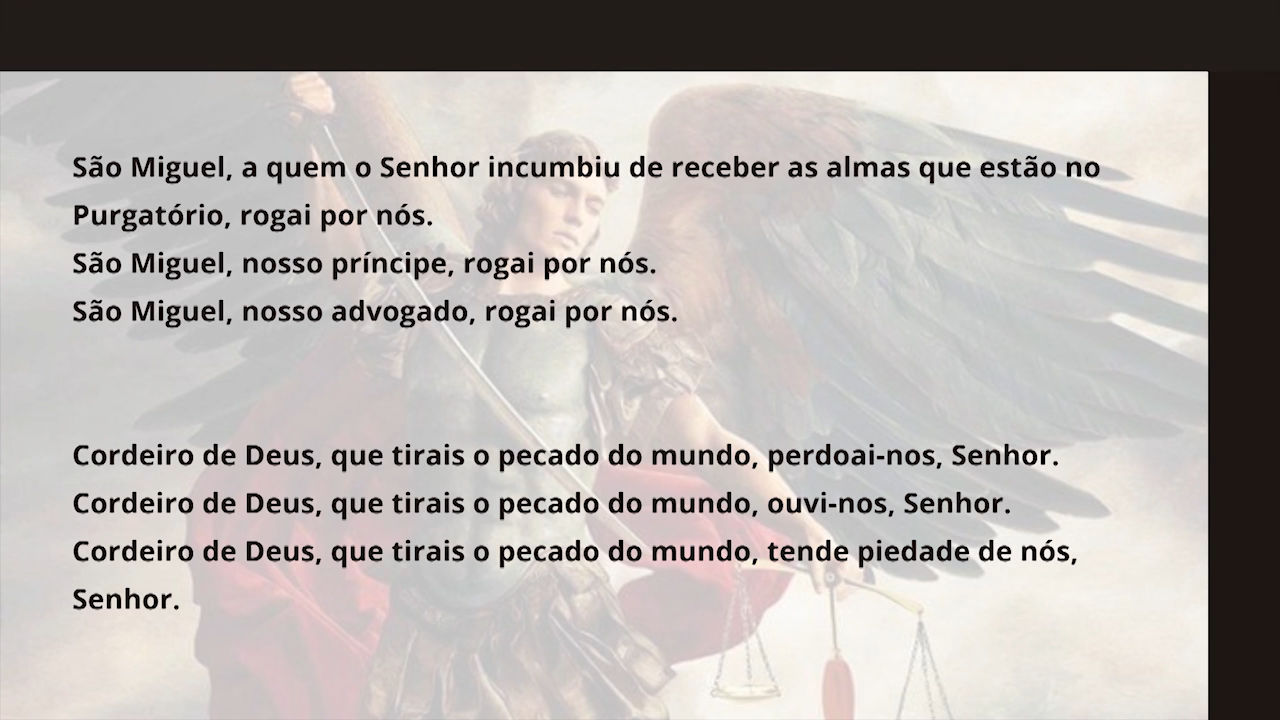 São Miguel, a quem o Senhor incumbiu de receber as almas que estão no
Purgatório, rogai por nós.
São Miguel, nosso príncipe, rogai por nós.
São Miguel, nosso advogado, rogai por nós.
Cordeiro de Deus, que tirais o pecado do mundo, perdoai-nos, Senhor.
Cordeiro de Deus, que tirais o pecado do mundo, ouvi-nos, Senhor.
Cordeiro de Deus, que tirais o pecado do mundo, tende piedade de nós,
Senhor.